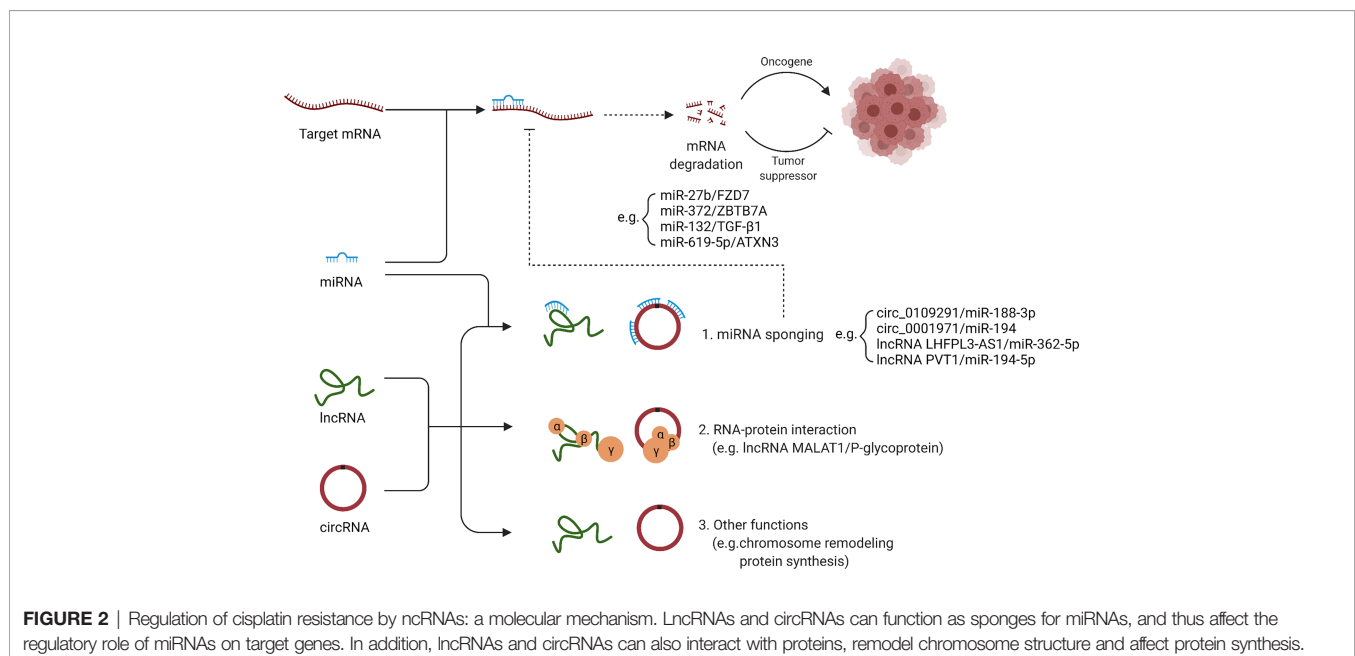 Oncogene
Target mRNA
mRNA
degradation
Tumor
suppressor
e.g.
miR-27b/FZD7
miR-372/ZBTB7A
miR-132/TGF-β1
miR-619-5p/ATXN3
miRNA
1. miRNA sponging
e.g.
circ_0109291/miR-188-3p
circ_0001971/miR-194
lncRNA LHFPL3-AS1/miR-362-5p
lncRNA PVT1/miR-194-5p
lncRNA
α
β
γ
α
β
γ
2. RNA-protein interaction
(e.g. lncRNA MALAT1/P-glycoprotein)
circRNA
3. Other functions
(e.g.chromosome remodeling
protein synthesis)
FIGURE 2 | Regulation of cisplatin resistance by ncRNAs: a molecular mechanism. LncRNAs and circRNAs can function as sponges for miRNAs, and thus affect the
regulatory role of miRNAs on target genes. In addition, lncRNAs and circRNAs can also interact with proteins, remodel chromosome structure and affect protein synthesis.